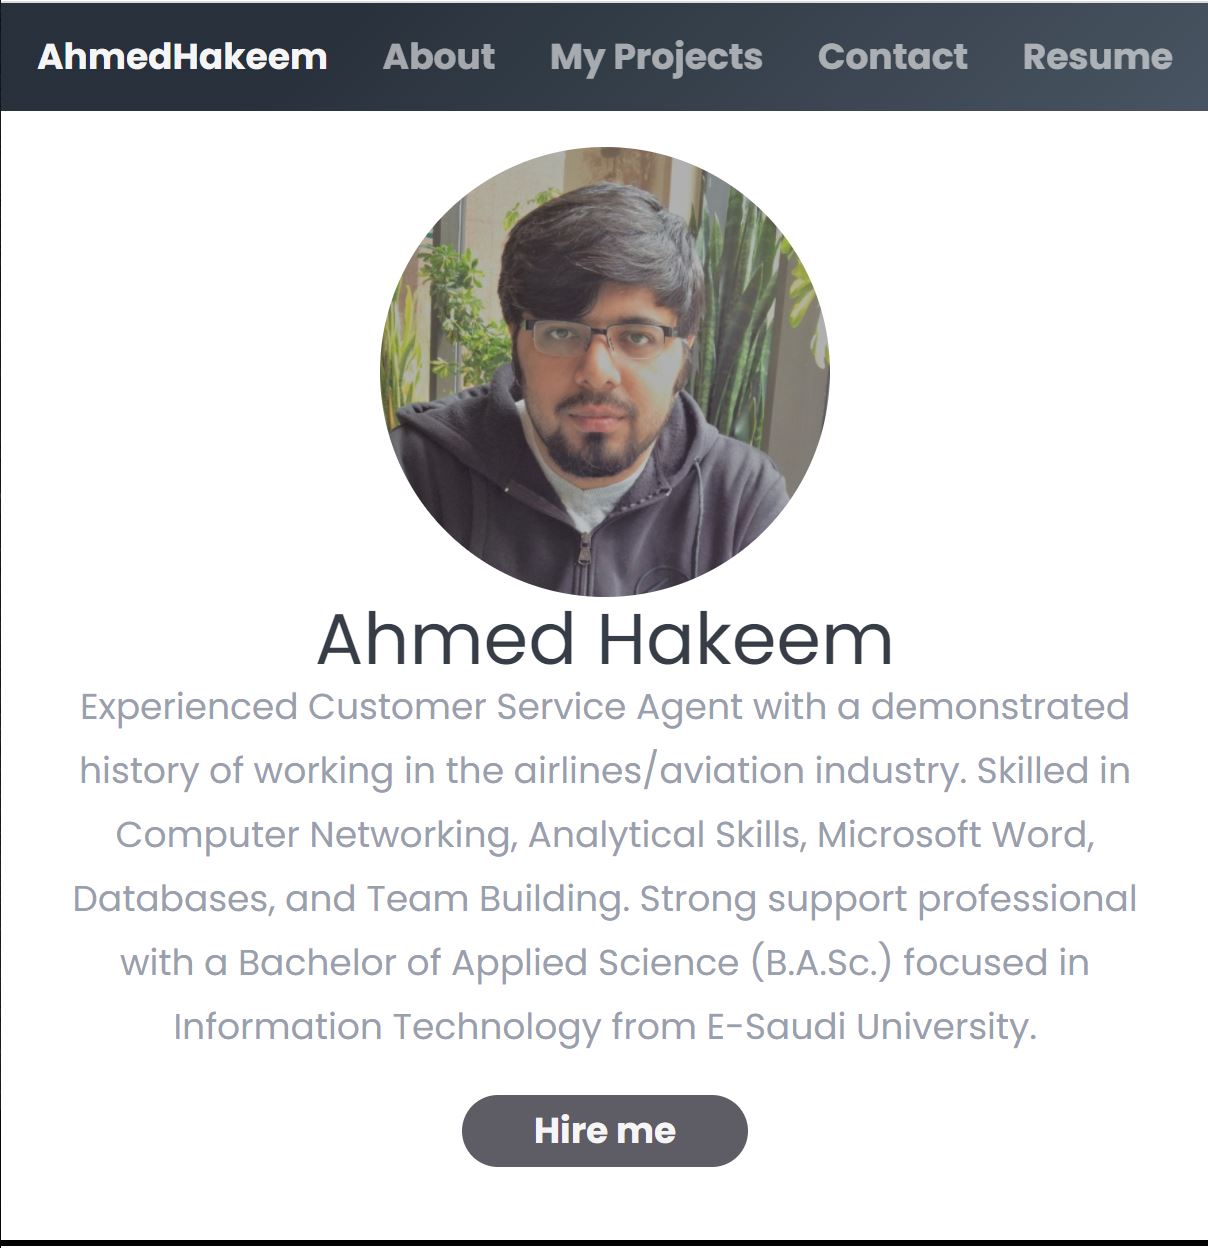 AhmedHakeem About My Projects Contact Resume
Ahmed Hakeem
Experienced Customer Service Agent with a demonstrated
history of working in the airlines/aviation industry. Skilled in
Computer Networking, Analytical Skills, Microsoft Word,
Databases, and Team Building. Strong support professional
with a Bachelor of Applied Science (B.A.Sc.) focused in
Information Technology from E-Saudi University.
Hire me